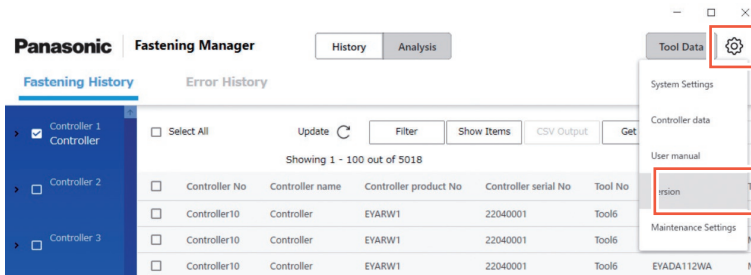 Panasonic Fastening Manager History Analysis Tool Data
Fastening History Error History
System Settings
Controller data
User manual
ersion
Maintenance Settings
Controller 1
Controller
Controller 2
Controller 3
Select All Update Filter Show Items CSV Output Get
Showing 1 - 100 out of 5018
Controller No Controller name Controller product No Controller serial No Tool No
Controller10 Controller EYARW1 22040001 Tool6
Controller10 Controller EYARW1 22040001 Tool6
Controller10 Controller EYARW1 22040001 Tool6 EYADA112WA